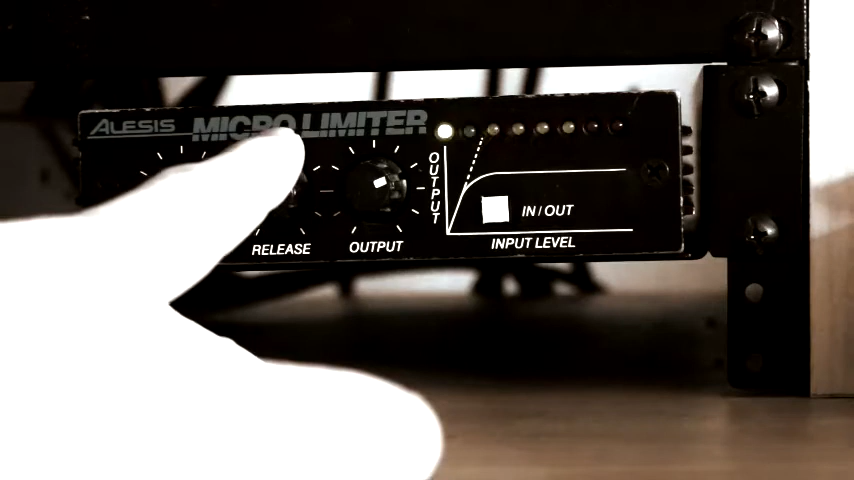 ALESIS MICRO LIMITER
OUTPUT
IN/OUT
RELEASE OUTPUT INPUT LEVEL